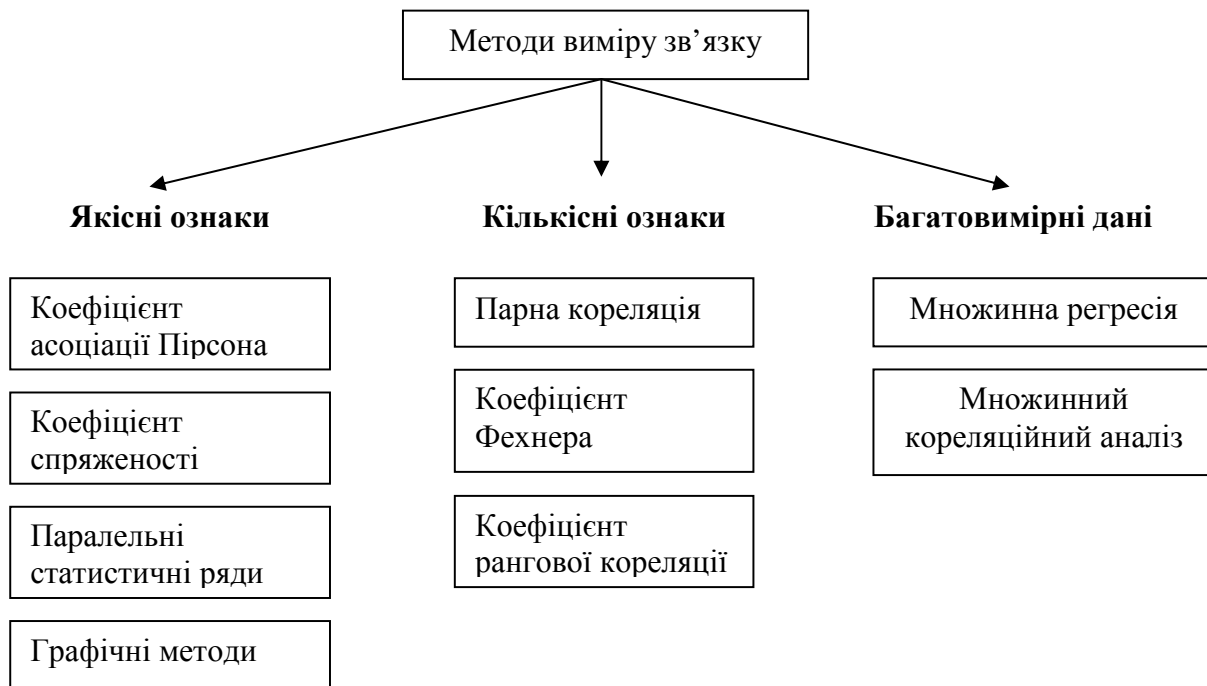 Методи виміру зв’язку
Якісні ознаки
Коефіцієнт
асоціації Пірсона
Коефіцієнт
спряженості
Паралельні
статистичні ряди
Графічні методи
Кількісні ознаки
Парна кореляція
Коефіцієнт
Фехнера
Коефіцієнт
рангової кореляції
Багатовимірні дані
Множинна регресія
Множинний
кореляційний аналіз